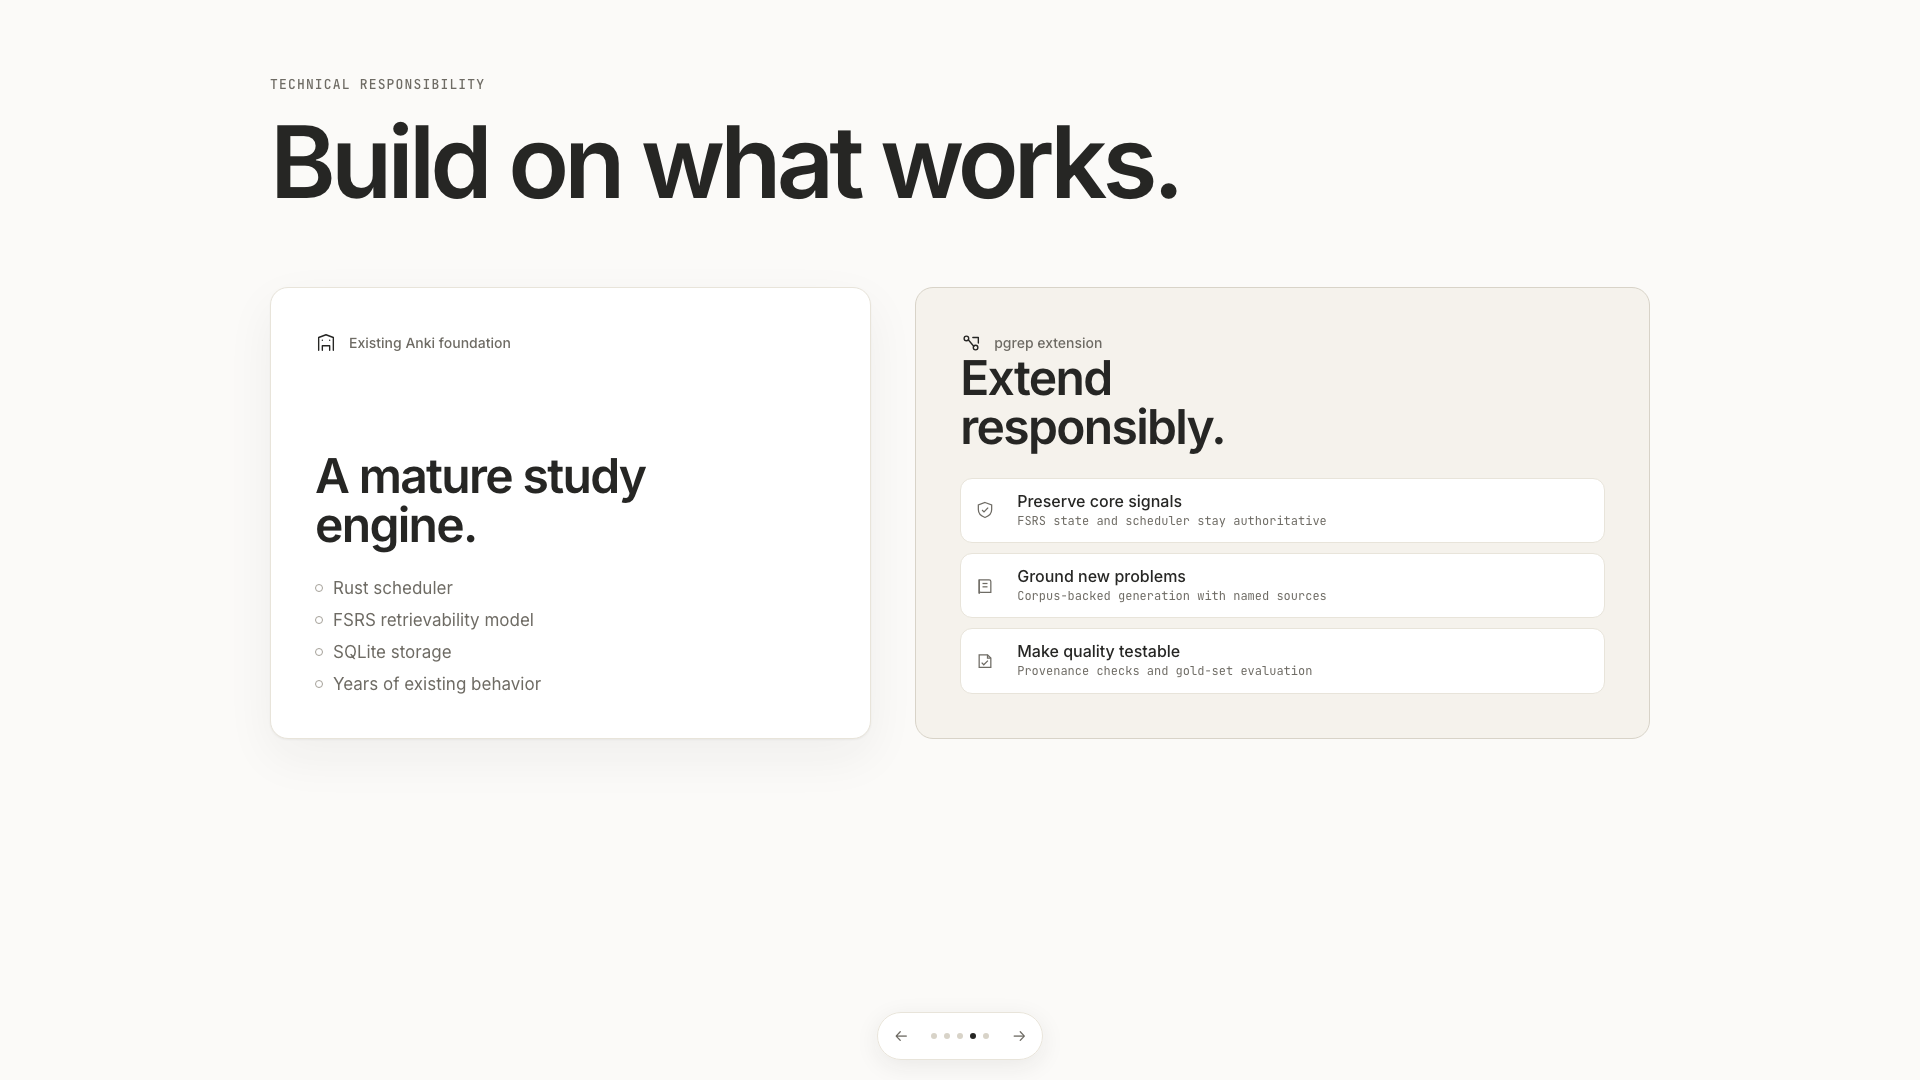 TECHNICAL RESPONSIBILITY
Build on what works.
Existing Anki foundation
A mature study
engine.
Rust scheduler
FSRS retrievability model
SQLite storage
Years of existing behavior
pgrep extension
Extend
responsibly.
Preserve core signals
FSRS state and scheduler stay authoritative
Ground new problems
Corpus-backed generation with named sources
Make quality testable
Provenance checks and gold-set evaluation